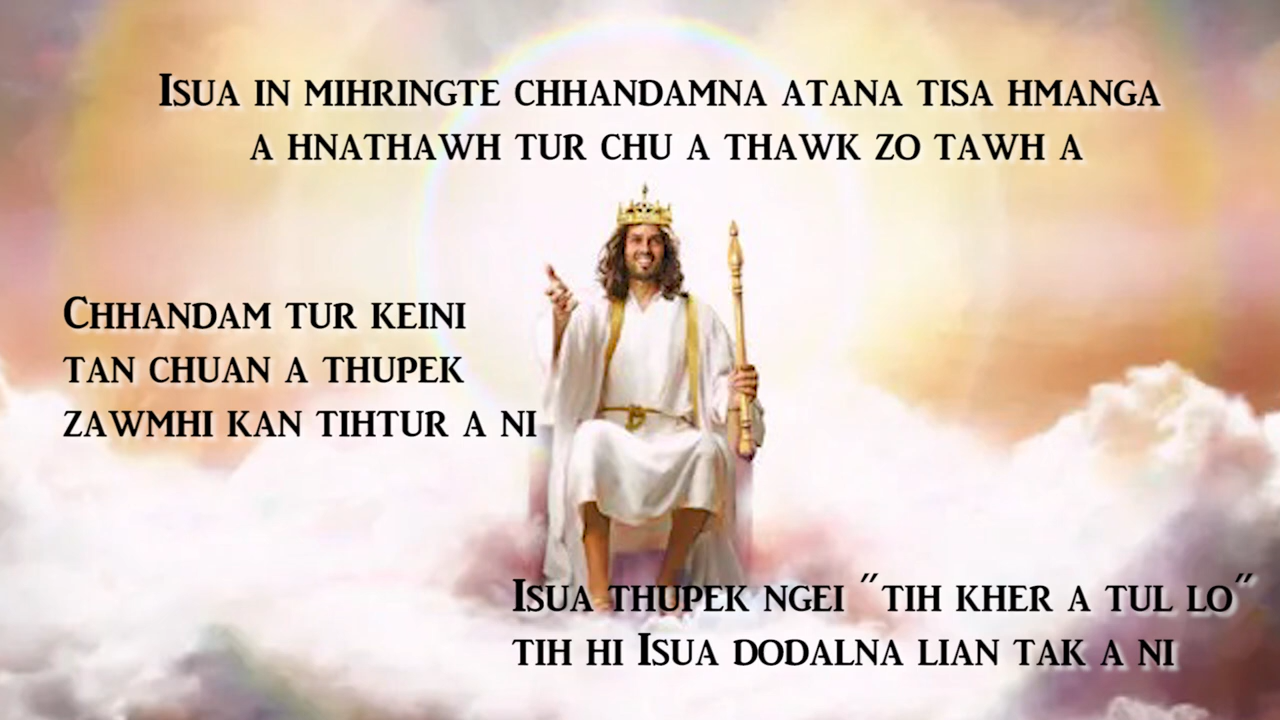 Isua in mihringte chhandamna atana tisa hmanga
a hnathawh tur chu a thawk zo tawh a
Chhandam tur keini
tan chuan a thupek
zawmhi kan tihtur a ni
Isua thupek ngei "tih kher a tul lo"
tih hi Isua dodalna lian tak a ni